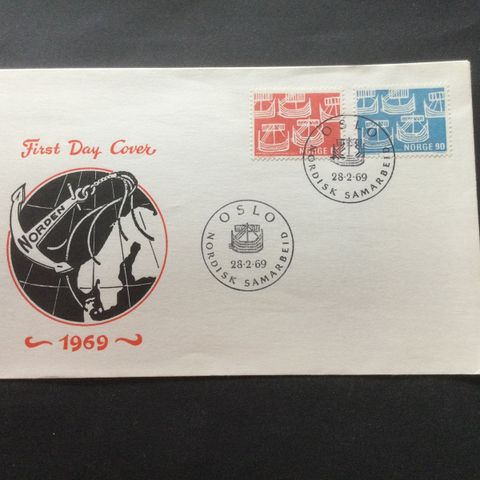 First Day Cover
NORDEN
1969
NORGE
NORGE 90
OSLO
NORDISK SAMARBEID
28-2-69
OSLO
NORDISK SAMARBEID
28-2-69